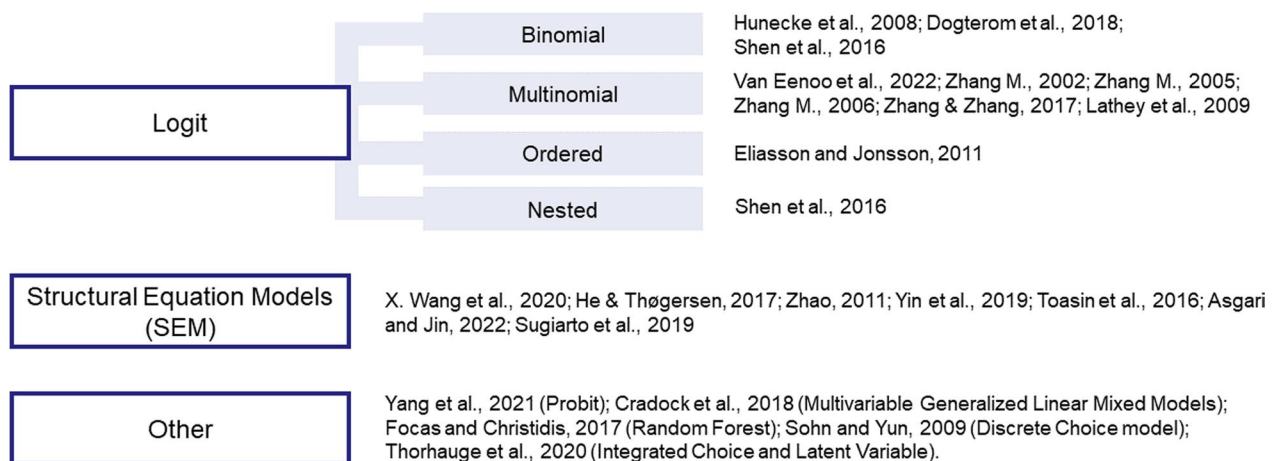 Logit
Binomial
Hunecke et al., 2008; Dogterom et al., 2018;
Shen et al., 2016
Multinomial
Van Eenoo et al., 2022; Zhang M., 2002; Zhang M., 2005;
Zhang M., 2006; Zhang & Zhang, 2017; Lathey et al., 2009
Ordered
Eliasson and Jonsson, 2011
Nested
Shen et al., 2016
Structural Equation Models
(SEM)
X. Wang et al., 2020; He & Thøgersen, 2017; Zhao, 2011; Yin et al., 2019; Toasin et al., 2016; Asgari
and Jin, 2022; Sugiarto et al., 2019
Other
Yang et al., 2021 (Probit); Cradock et al., 2018 (Multivariable Generalized Linear Mixed Models);
Focas and Christidis, 2017 (Random Forest); Sohn and Yun, 2009 (Discrete Choice model);
Thorhauge et al., 2020 (Integrated Choice and Latent Variable).